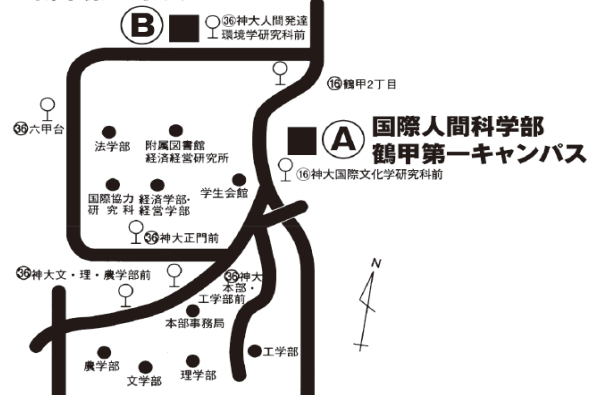 B
㊱神大人間発達
環境学研究科前
⑯鶴甲2丁目
㊱六甲台
法学部
附属図書館
経済経営研究所
A
国際人間科学部
鶴甲第一キャンパス
⑯神大国際文化学研究科前
学生会館
国際協力
研究科
経済学部・
経営学部
㊱神大正門前
㊱神大文・理・農学部前
㊱神大
本部・
工学部前
N
本部事務局
農学部
文学部
理学部
工学部